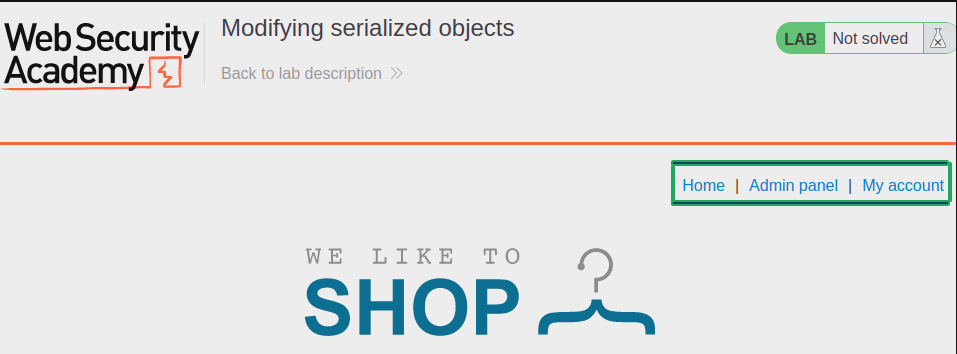 Web Security
Academy
Modifying serialized objects
Back to lab description
LAB Not solved
Home | Admin panel | My account
WE LIKE TO
SHOP